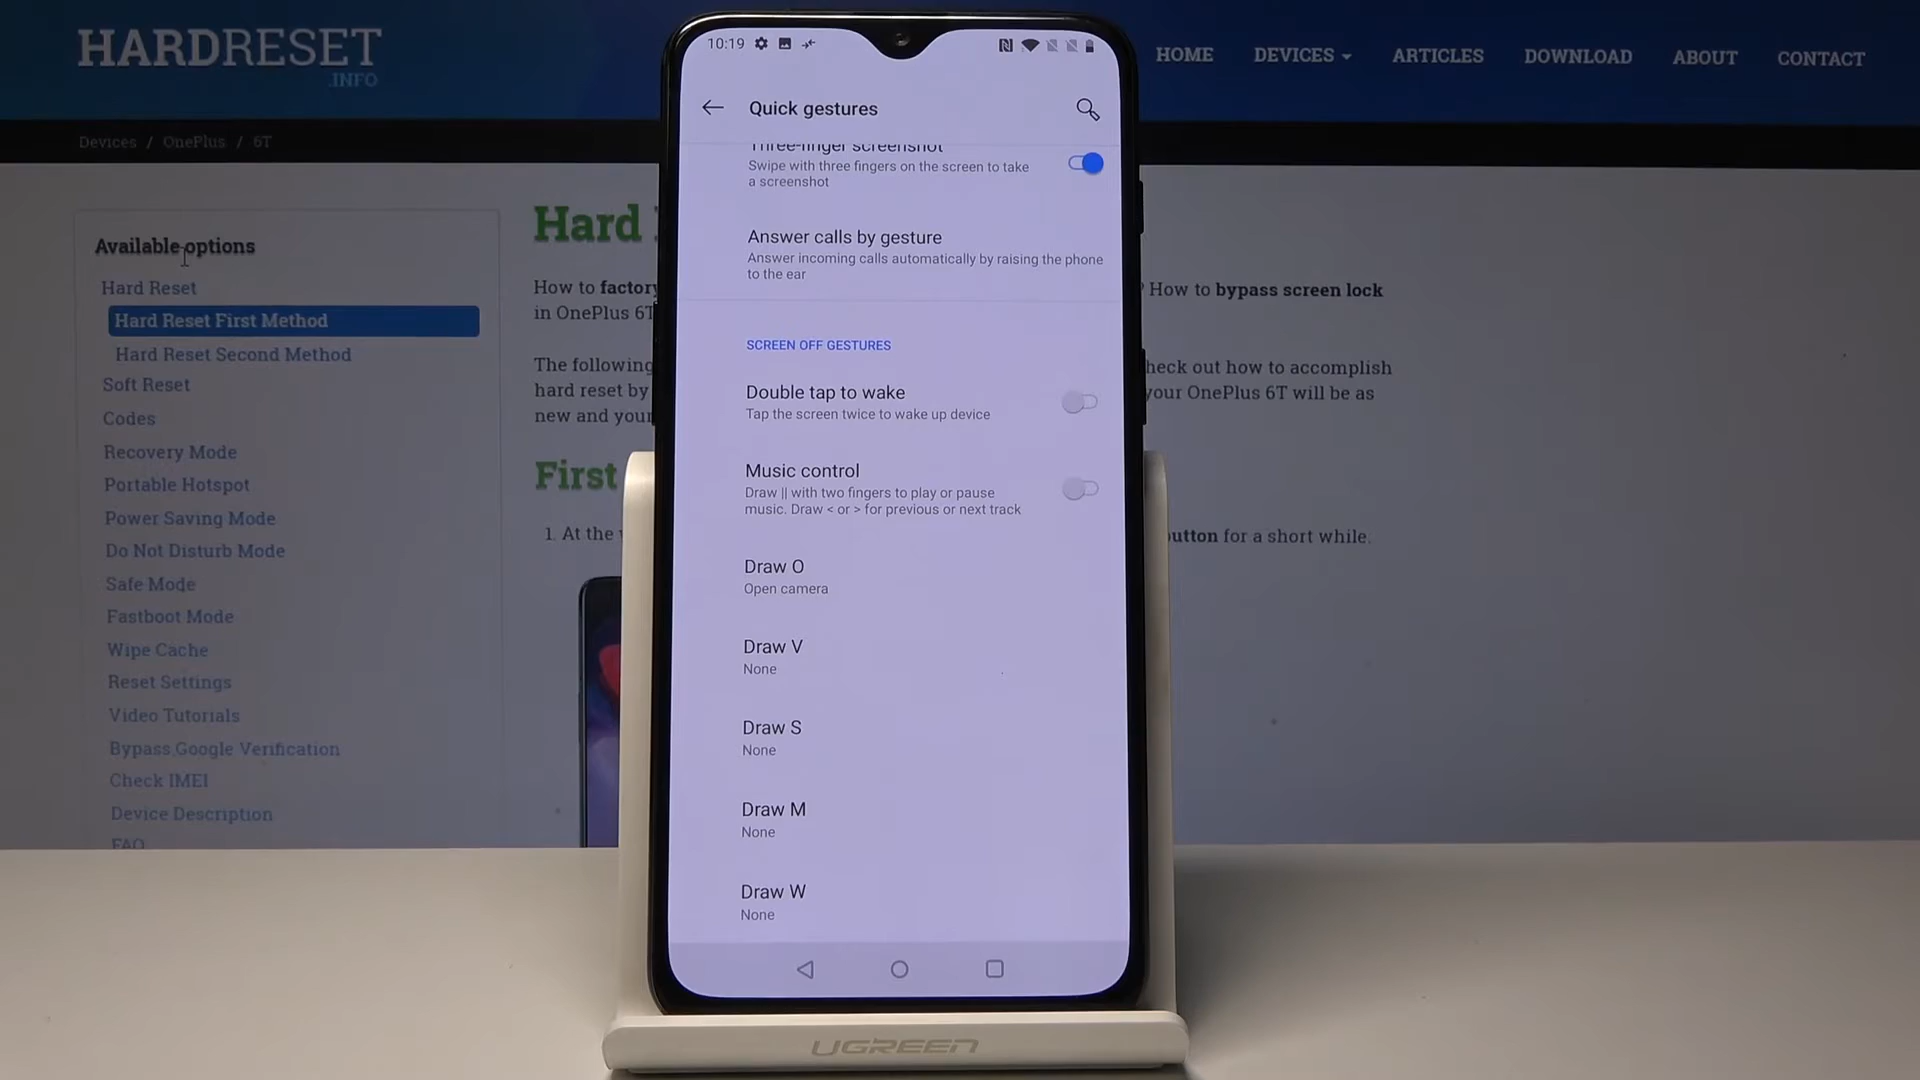 HARDRESET
.INFO
HOME
DEVICES
ARTICLES
DOWNLOAD
ABOUT
CONTACT
Devices / OnePlus / 6T
Available options
Hard Reset
Hard Reset First Method
Hard Reset Second Method
Soft Reset
Codes
Recovery Mode
Portable Hotspot
Power Saving Mode
Do Not Disturb Mode
Safe Mode
Fastboot Mode
Wipe Cache
Reset Settings
Video Tutorials
Bypass Google Verification
Check IMEI
Device Description
FAQ
Hard
How to factory
? How to bypass screen lock
in OnePlus 6T
The following
heck out how to accomplish
hard reset by
your OnePlus 6T will be as
new and your
First
1. At the
utton for a short while.
10:19
Quick gestures
Three-finger screenshot
Swipe with three fingers on the screen to take
a screenshot
Answer calls by gesture
Answer incoming calls automatically by raising the phone
to the ear
SCREEN OFF GESTURES
Double tap to wake
Tap the screen twice to wake up device
Music control
Draw || with two fingers to play or pause
music. Draw < or > for previous or next track
Draw O
Open camera
Draw V
None
Draw S
None
Draw M
None
Draw W
None
UGREEN